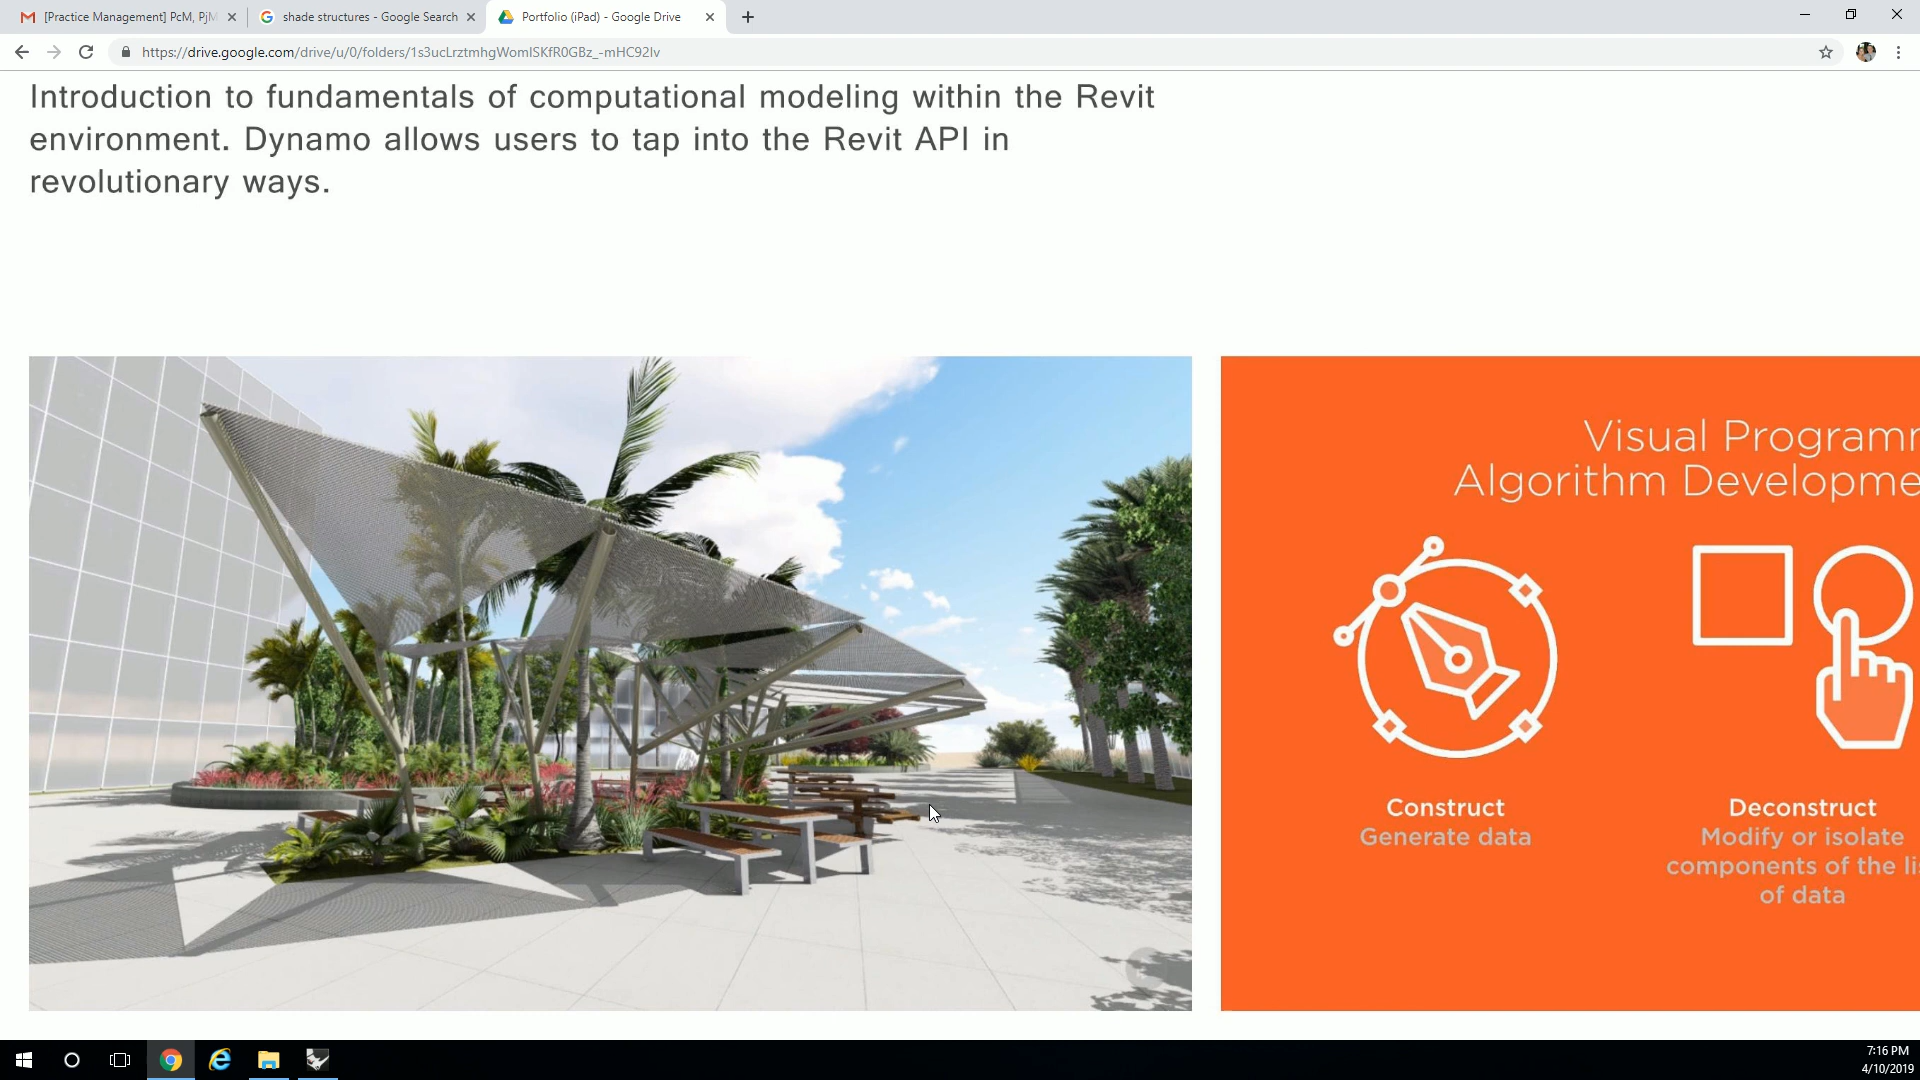 [Practice Management] PcM, PjM
shade structures - Google Search
Portfolio (iPad) - Google Drive
https://drive.google.com/drive/u/0/folders/1s3ucLrztmhgWomISKfR0GBz_-mHC92Iv
Introduction to fundamentals of computational modeling within the Revit
environment. Dynamo allows users to tap into the Revit API in
revolutionary ways.
Visual Programm
Algorithm Developme
Construct
Generate data
Deconstruct
Modify or isolate
components of the lis
of data
7:16 PM
4/10/2019